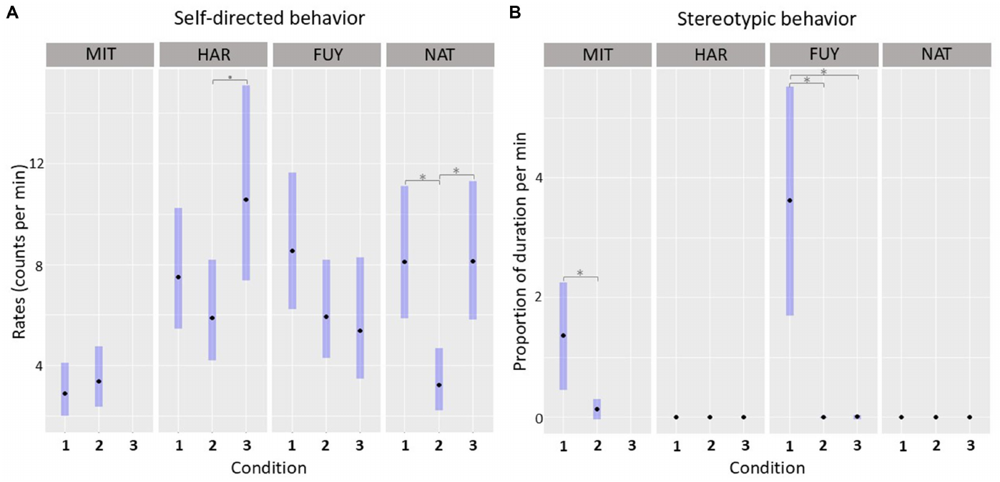 A
Self-directed behavior
MIT HAR FUY NAT
Rates (counts per min)
12
8
4
*
* *
1 2 3 1 2 3 1 2 3 1 2 3
Condition
B
Stereotypic behavior
MIT HAR FUY NAT
Proportion of duration per min
4
2
0
*
*
*
1 2 3 1 2 3 1 2 3 1 2 3
Condition